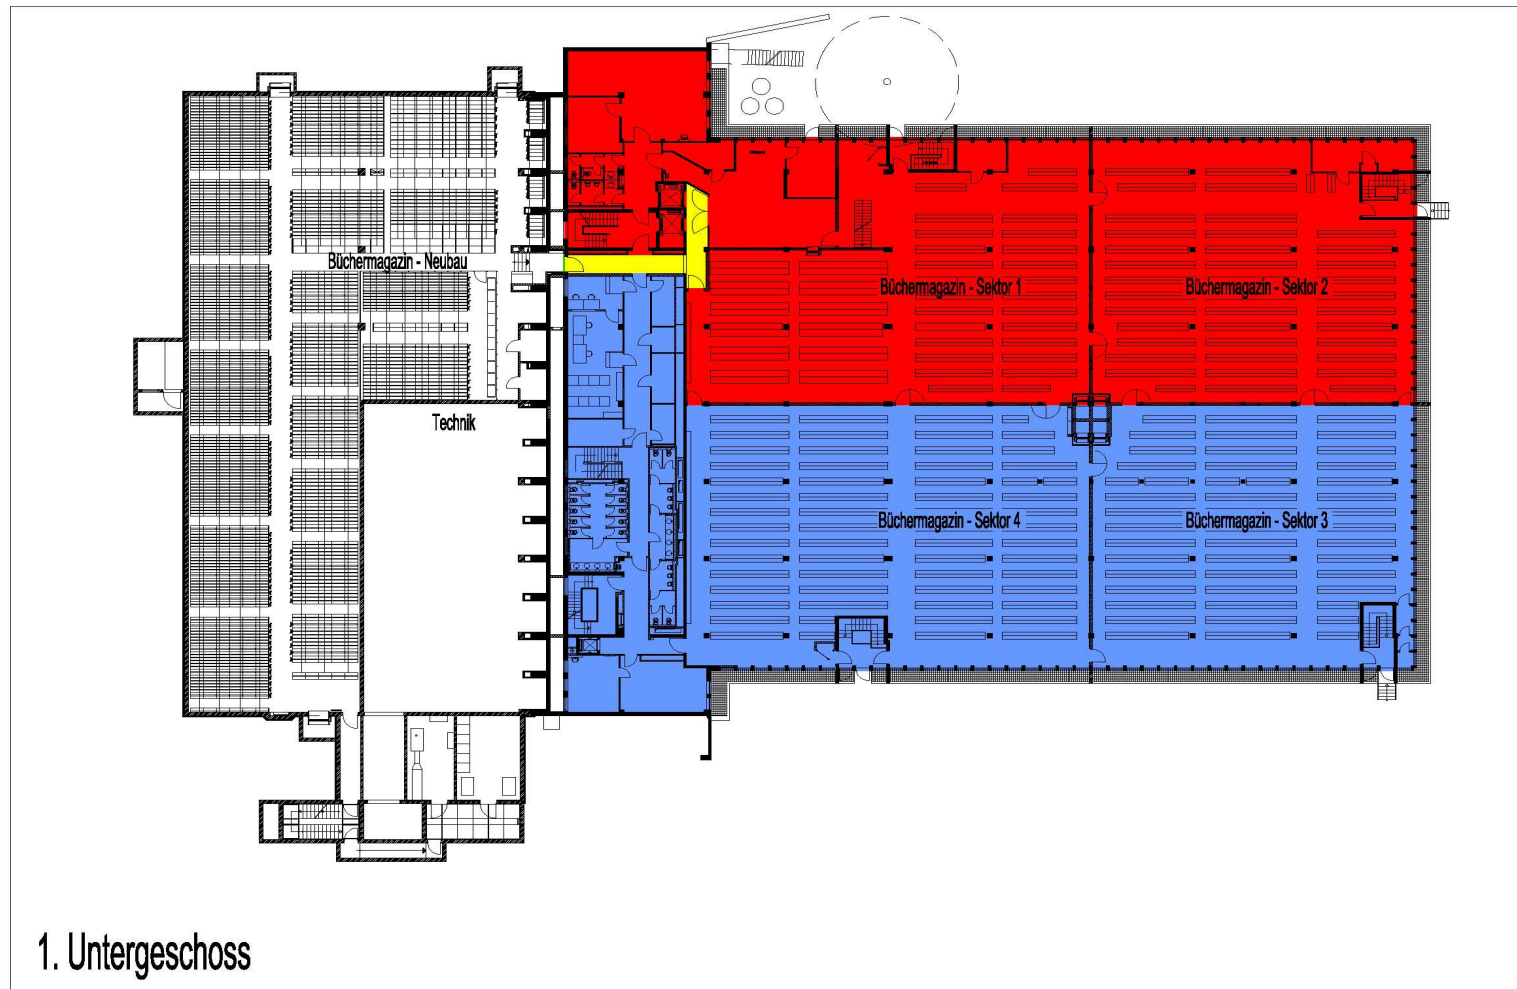 Büchermagazin - Neubau
Büchermagazin - Sektor 1
Büchermagazin - Sektor 2
Technik
Büchermagazin - Sektor 4
Büchermagazin - Sektor 3
1. Untergeschoss